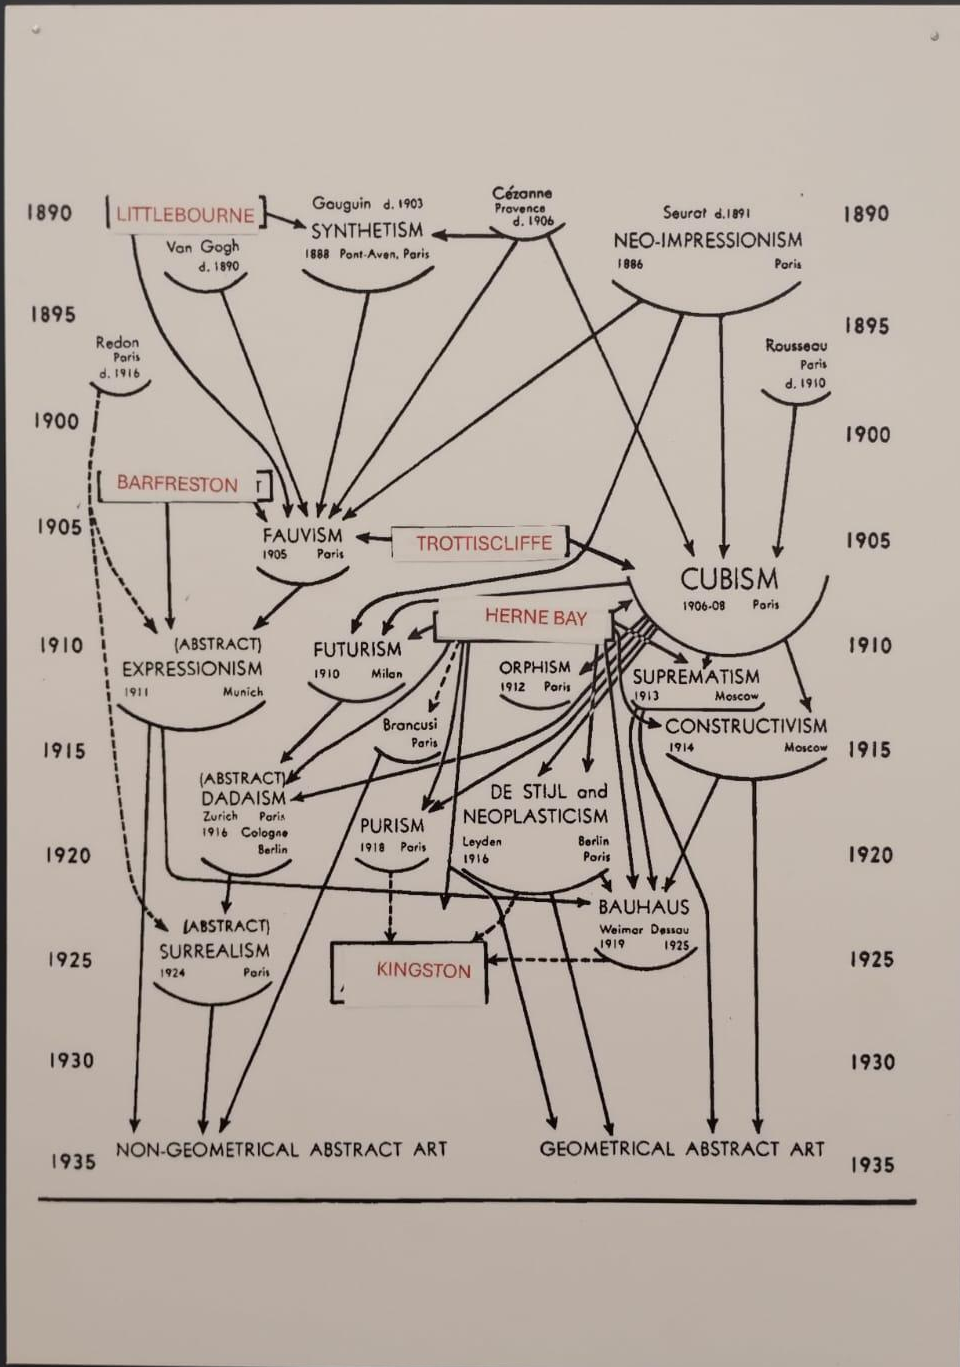 1890
LITTLEBOURNE
Gauguin d. 1903
SYNTHETISM
1888 Pont-Aven, Paris
Cézanne
Provence
d. 1906
Seurat d.1891
NEO-IMPRESSIONISM
1886 Paris
1890
Van Gogh
d. 1890
1895
1895
Redon
Paris
d. 1916
Rousseau
Paris
d. 1910
1900
1900
BARFRESTON
1905
FAUVISM
1905 Paris
TROTTISCLIFFE
1905
CUBISM
1906-08 Paris
HERNE BAY
1910
(ABSTRACT)
EXPRESSIONISM
1911 Munich
FUTURISM
1910 Milan
ORPHISM
1912 Paris
SUPREMATISM
1913 Moscow
1910
Brancusi
Paris
CONSTRUCTIVISM
1914 Moscow
1915
1915
(ABSTRACT)
DADAISM
Zurich Paris
1916 Cologne
Berlin
PURISM
1918 Paris
DE STIJL and
NEOPLASTICISM
Leyden Berlin
1916 Paris
1920
1920
BAUHAUS
Weimar Dessau
1919 1925
(ABSTRACT)
SURREALISM
1924 Paris
1925
KINGSTON
1925
1930
1930
NON-GEOMETRICAL ABSTRACT ART
GEOMETRICAL ABSTRACT ART
1935
1935